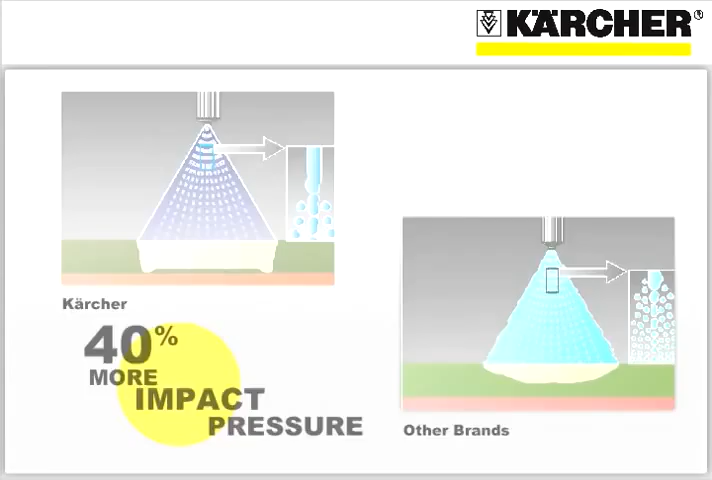 KÄRCHER®
Kärcher
40%
MORE
IMPACT
PRESSURE
Other Brands